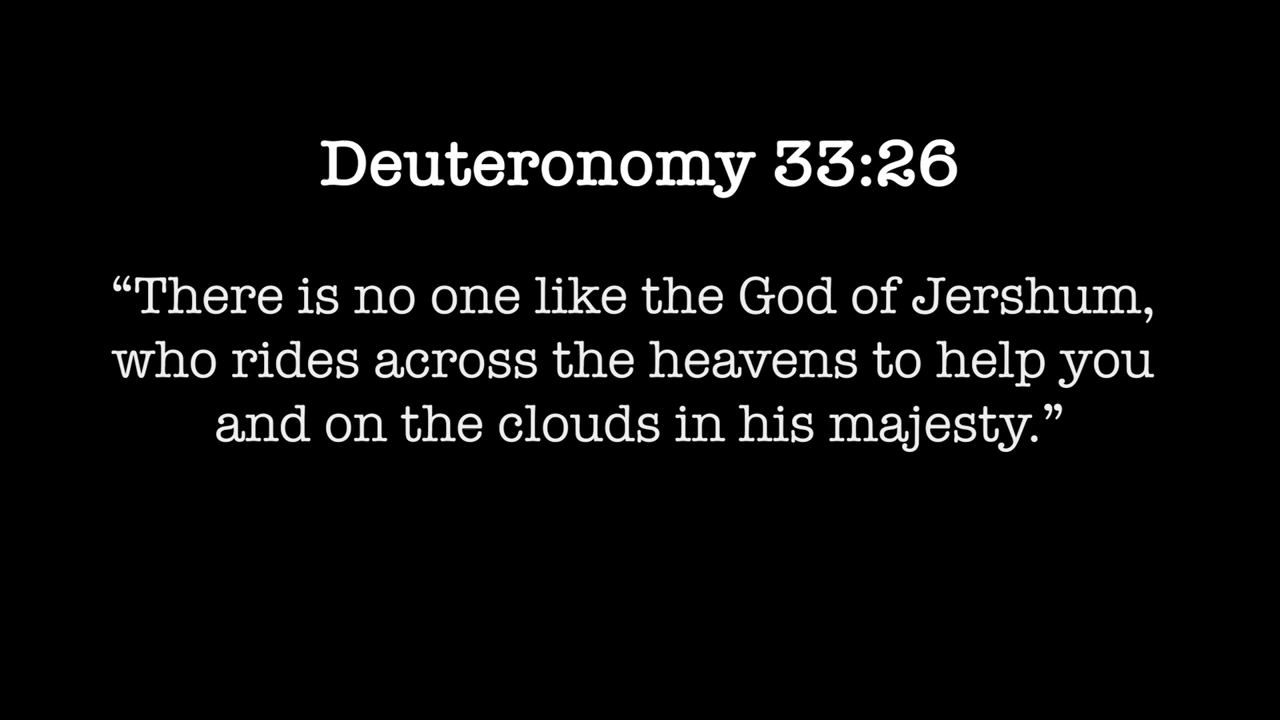 Deuteronomy 33:26
“There is no one like the God of Jershum,
who rides across the heavens to help you
and on the clouds in his majesty.”